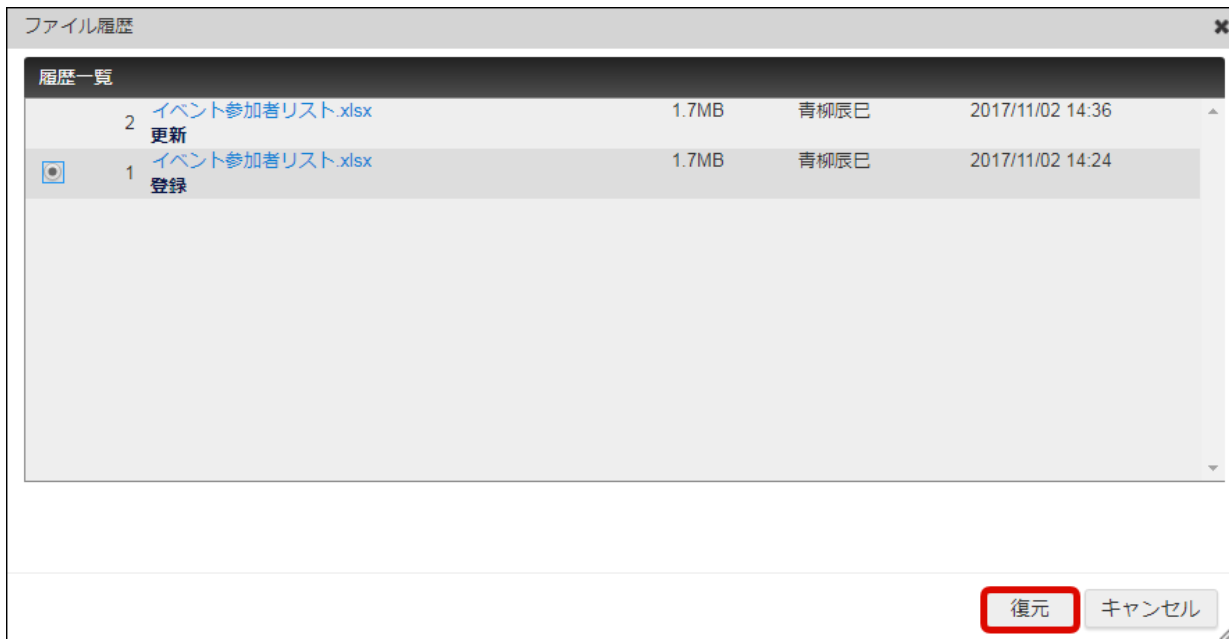 ファイル履歴
履歴一覧
2 イベント参加者リスト.xlsx 1.7MB 青柳辰巳 2017/11/02 14:36
更新
1 イベント参加者リスト.xlsx 1.7MB 青柳辰巳 2017/11/02 14:24
登録
復元 キャンセル